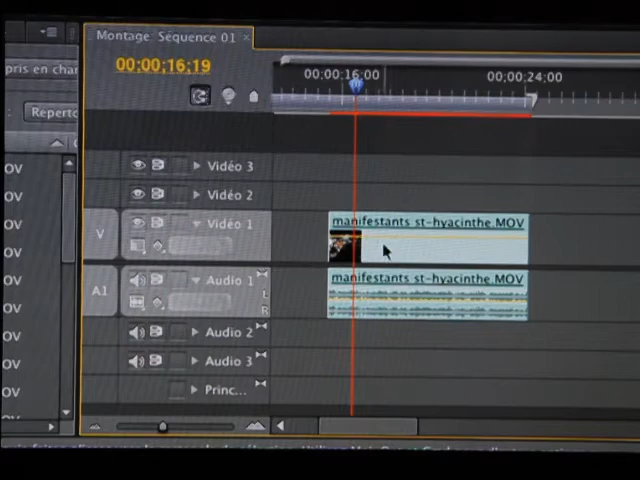 Montage: Séquence 01 ×
pris en char
00;00;16;19
00;00;16;00
00;00;24;00
Réperto
OV
Vidéo 3
OV
Vidéo 2
OV
V
Vidéo 1
manifestants st-hyacinthe.MOV
OV
OV
A1
Audio 1
manifestants st-hyacinthe.MOV
L
R
OV
OV
Audio 2
OV
Audio 3
OV
Princ...